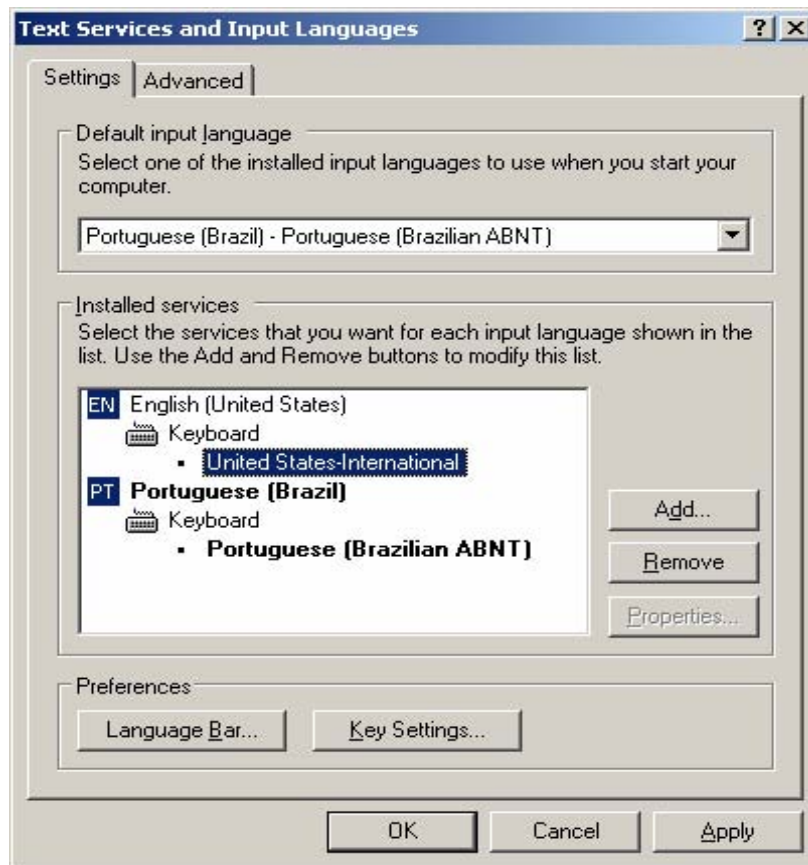 Text Services and Input Languages
Settings
Advanced
Default input language
Select one of the installed input languages to use when you start your
computer.
Portuguese (Brazil) - Portuguese (Brazilian ABNT)
Installed services
Select the services that you want for each input language shown in the
list. Use the Add and Remove buttons to modify this list.
EN English (United States)
Keyboard
United States-International
PT Portuguese (Brazil)
Keyboard
Portuguese (Brazilian ABNT)
Add...
Remove
Properties...
Preferences
Language Bar...
Key Settings...
OK
Cancel
Apply